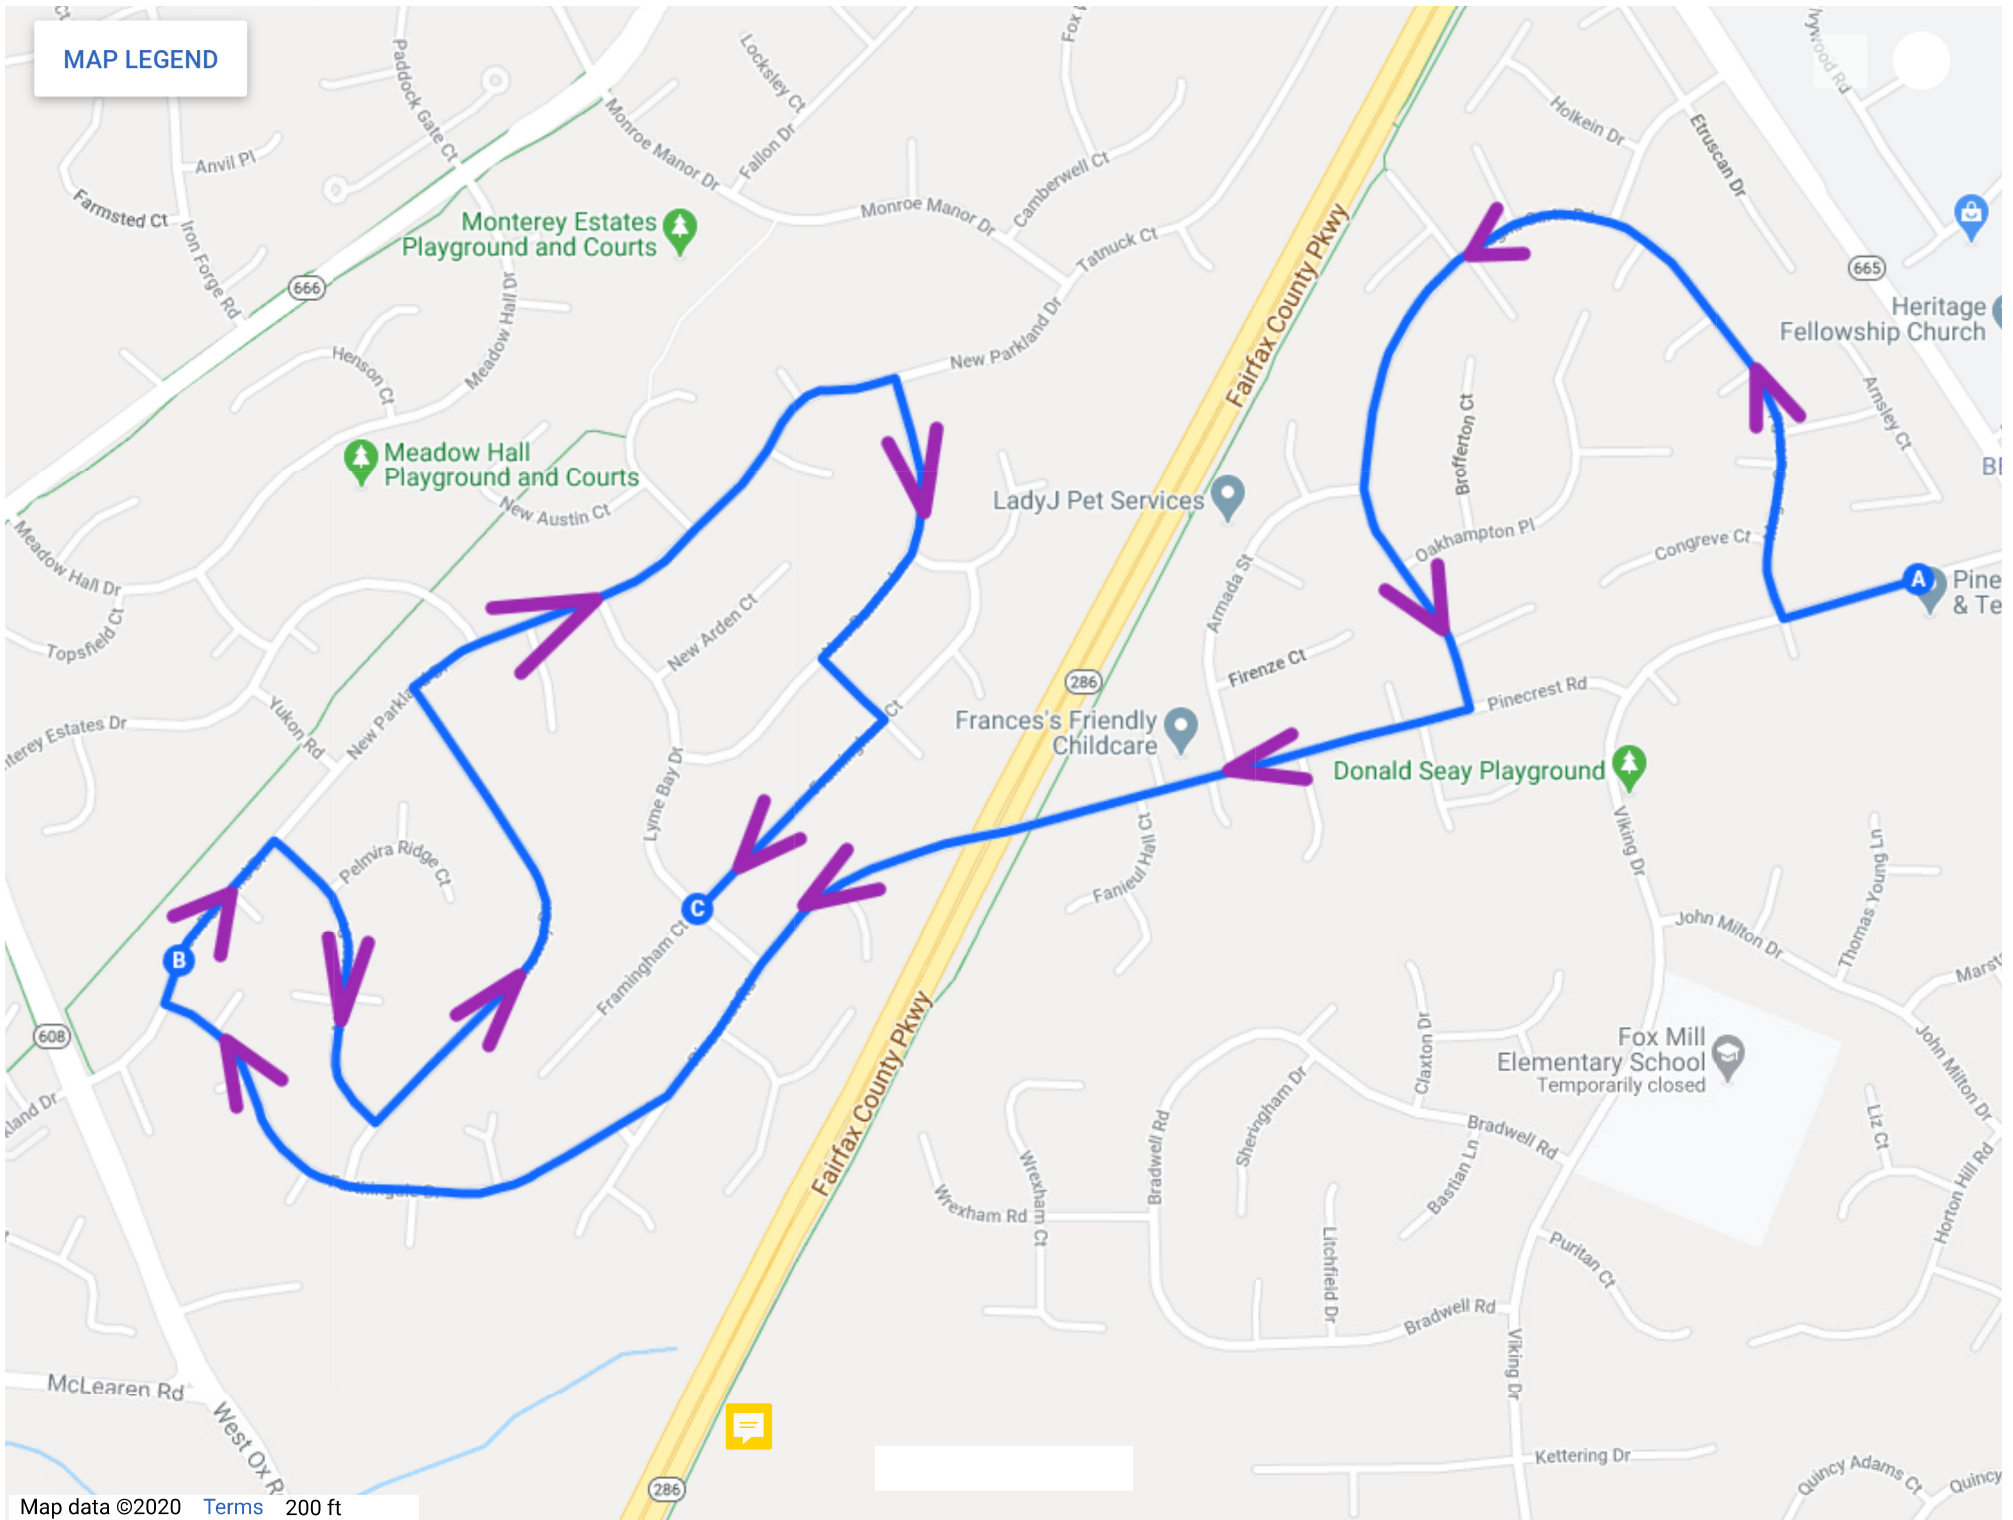 MAP LEGEND
Ct
Paddock Gate Ct
Locksley Ct
Fallon Dr
Monroe Manor Dr
Holkein Dr
Etruscan Dr
Anvil Pl
Farmsted Ct
Iron Forge Rd
Monterey Estates
Playground and Courts
Monroe Manor Dr
Camberwell Ct
Tatnuck Ct
Fairfax County Pkwy
666
665
Heritage
Fellowship Church
Meadow Hall Dr
Henson Ct
New Parkland Dr
Arnsley Ct
Brofferton Ct
Meadow Hall
Playground and Courts
New Austin Ct
LadyJ Pet Services
Oakhampton Pl
Congreve Ct
Meadow Hall Dr
Topsfield Ct
New Arden Ct
Armada St
Firenze Ct
A
Pine
& Te
286
Pinecrest Rd
Yukon Rd
New Parkland Dr
Frances's Friendly
Childcare
Donald Seay Playground
Lyme Bay Dr
Ct
Viking Dr
Pelmira Ridge Ct
Fanieul Hall Ct
Thomas Young Ln
John Milton Dr
B
C
Framingham Ct
608
Fairfax County Pkwy
Fox Mill
Elementary School
Temporarily closed
Claxton Dr
Sheringham Dr
John Milton Dr
Liz Ct
Bradwell Rd
Bradwell Rd
Bastian Ln
Horton Hill Rd
Wrexham Rd
Wrexham Ct
Litchfield Dr
Puritan Ct
Bradwell Rd
Viking Dr
McLearen Rd
West Ox R
Kettering Dr
Quincy Adams Ct
Quincy
286
Map data ©2020 Terms 200 ft